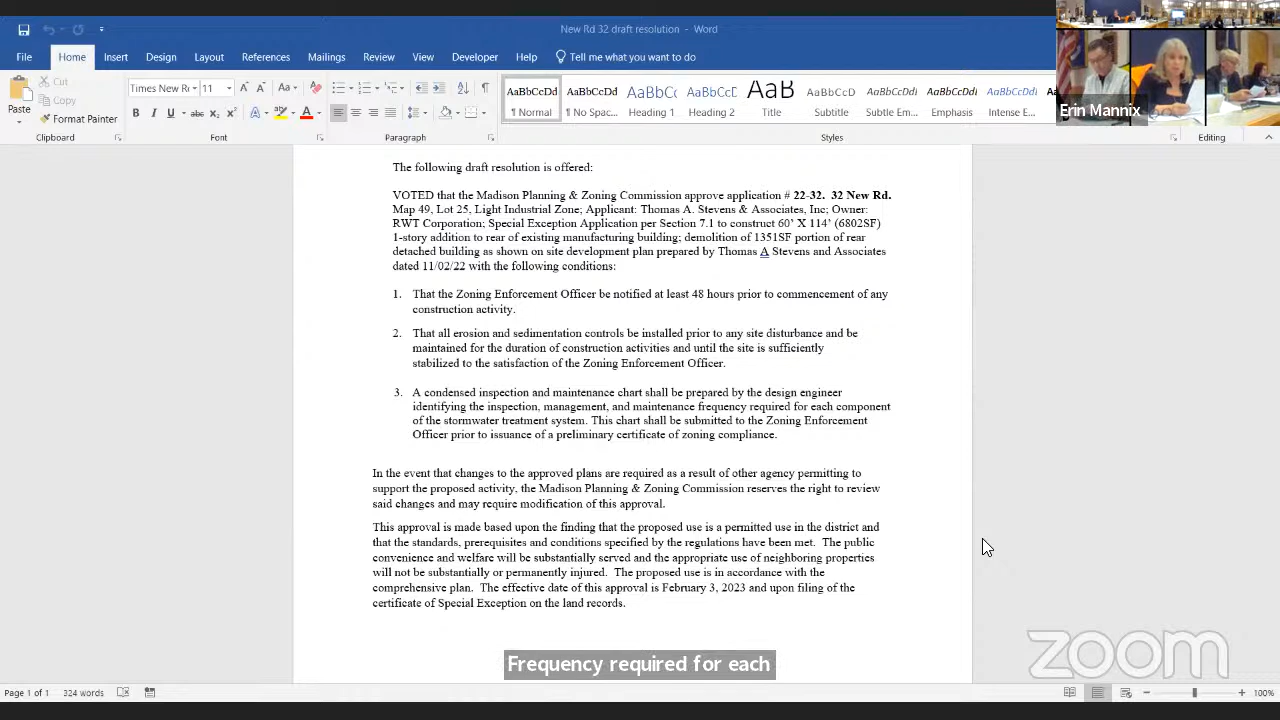 New Rd 32 draft resolution - Word
File Home Insert Design Layout References Mailings Review View Developer Help Tell me what you want to do
Paste
Cut
Copy
Format Painter
Times New Ro 11
AaBbCcDd AaBbCcDd AaBbCc AaBbCcD AaB AaBbCcD AaBbCcDd AaBbCcDd AaBbCcDd
¶ Normal ¶ No Spac... Heading 1 Heading 2 Title Subtitle Subtle Em... Emphasis Intense E...
Clipboard Font Paragraph Styles Editing
Erin Mannix
The following draft resolution is offered:
VOTED that the Madison Planning & Zoning Commission approve application # 22-32. 32 New Rd.
Map 49, Lot 25, Light Industrial Zone; Applicant: Thomas A. Stevens & Associates, Inc; Owner:
RWT Corporation; Special Exception Application per Section 7.1 to construct 60' X 114' (6802SF)
1-story addition to rear of existing manufacturing building; demolition of 1351SF portion of rear
detached building as shown on site development plan prepared by Thomas A Stevens and Associates
dated 11/02/22 with the following conditions:
1. That the Zoning Enforcement Officer be notified at least 48 hours prior to commencement of any
construction activity.
2. That all erosion and sedimentation controls be installed prior to any site disturbance and be
maintained for the duration of construction activities and until the site is sufficiently
stabilized to the satisfaction of the Zoning Enforcement Officer.
3. A condensed inspection and maintenance chart shall be prepared by the design engineer
identifying the inspection, management, and maintenance frequency required for each component
of the stormwater treatment system. This chart shall be submitted to the Zoning Enforcement
Officer prior to issuance of a preliminary certificate of zoning compliance.
In the event that changes to the approved plans are required as a result of other agency permitting to
support the proposed activity, the Madison Planning & Zoning Commission reserves the right to review
said changes and may require modification of this approval.
This approval is made based upon the finding that the proposed use is a permitted use in the district and
that the standards, prerequisites and conditions specified by the regulations have been met. The public
convenience and welfare will be substantially served and the appropriate use of neighboring properties
will not be substantially or permanently injured. The proposed use is in accordance with the
comprehensive plan. The effective date of this approval is February 3, 2023 and upon filing of the
certificate of Special Exception on the land records.
zoom
Frequency required for each
Page 1 of 1 324 words 100%